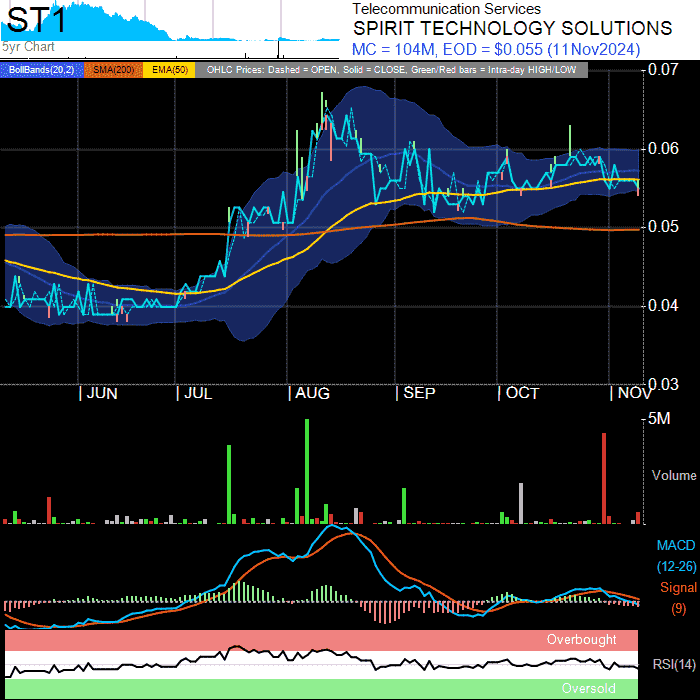 ST1
5yr Chart
Telecommunication Services
SPIRIT TECHNOLOGY SOLUTIONS
MC = 104M, EOD = $0.055 (11Nov2024)
BollBands(20,2) SMA(200) EMA(50) OHLC Prices: Dashed = OPEN, Solid = CLOSE, Green/Red bars = Intra-day HIGH/LOW
0.07
0.06
0.05
0.04
0.03
| JUN | JUL | AUG | SEP | OCT | NOV
5M
Volume
MACD
(12-26)
Signal
(9)
Overbought
RSI(14)
Oversold